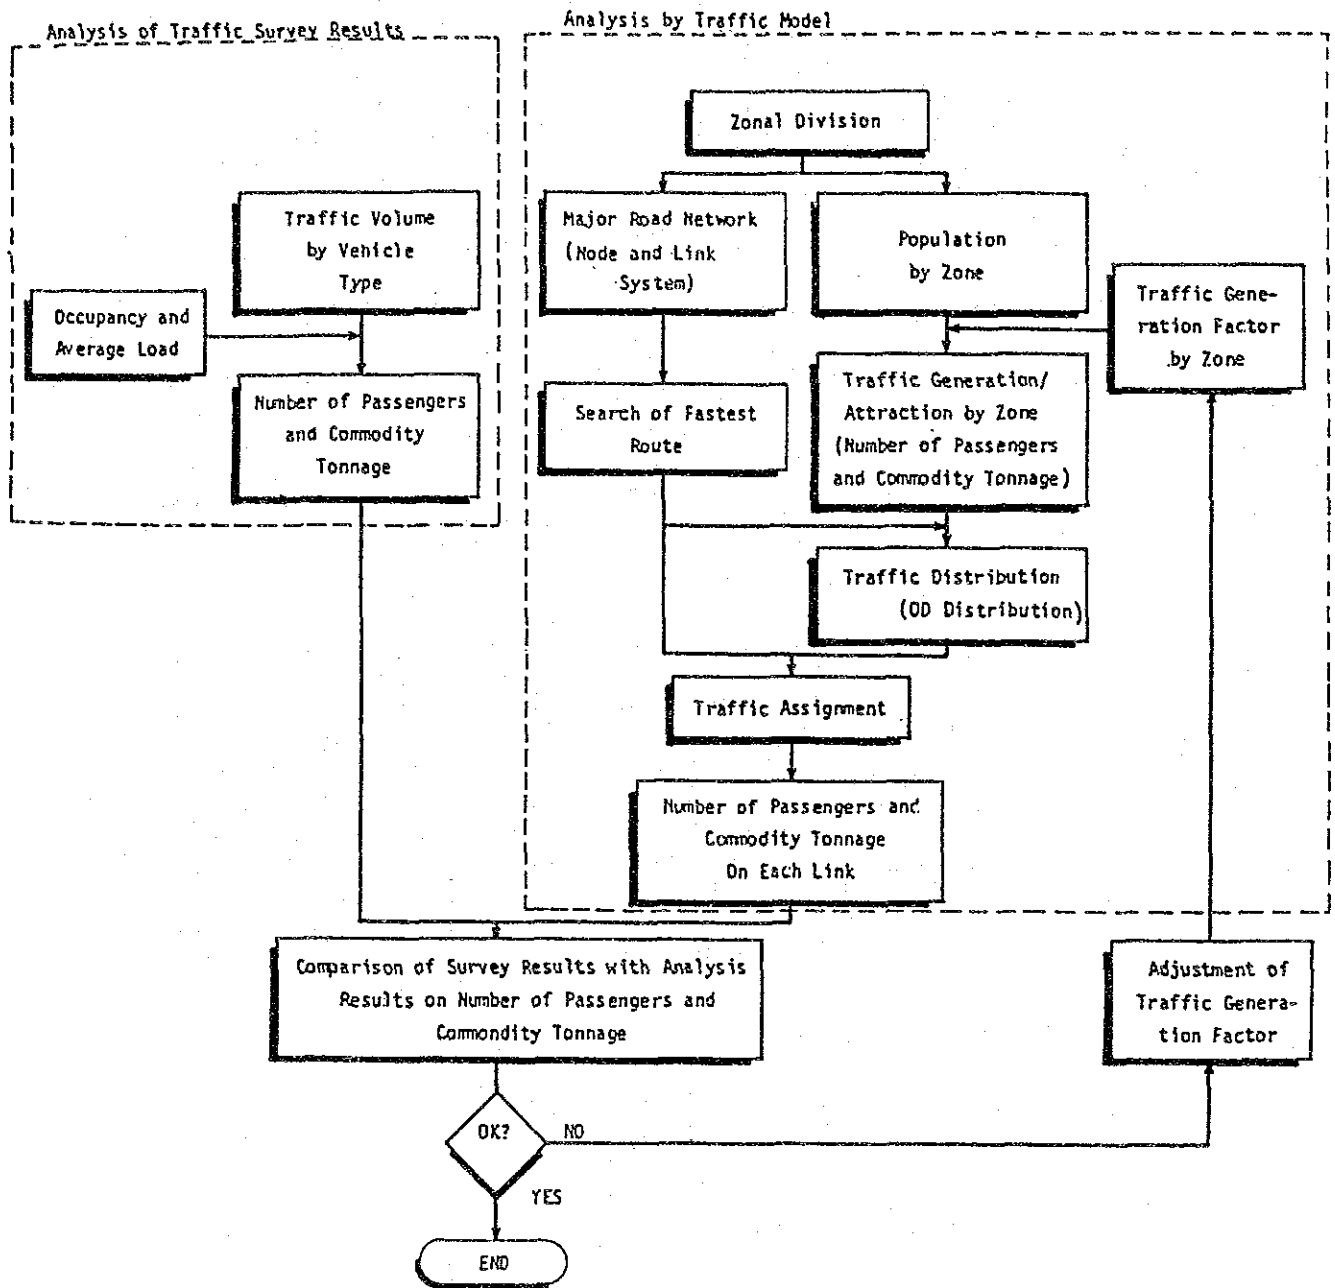 Analysis of Traffic Survey Results
Analysis by Traffic Model
Zonal Division
Traffic Volume
by Vehicle
Type
Major Road Network
(Node and Link
System)
Population
by Zone
Occupancy and
Average Load
Traffic Gene-
ration Factor
by Zone
Number of Passengers
and Commodity
Tonnage
Search of Fastest
Route
Traffic Generation/
Attraction by Zone
(Number of Passengers
and Commodity Tonnage)
Traffic Distribution
(OD Distribution)
Traffic Assignment
Number of Passengers and
Commodity Tonnage
On Each Link
Comparison of Survey Results with Analysis
Results on Number of Passengers and
Commondity Tonnage
Adjustment of
Traffic Genera-
tion Factor
OK?
NO
YES
END